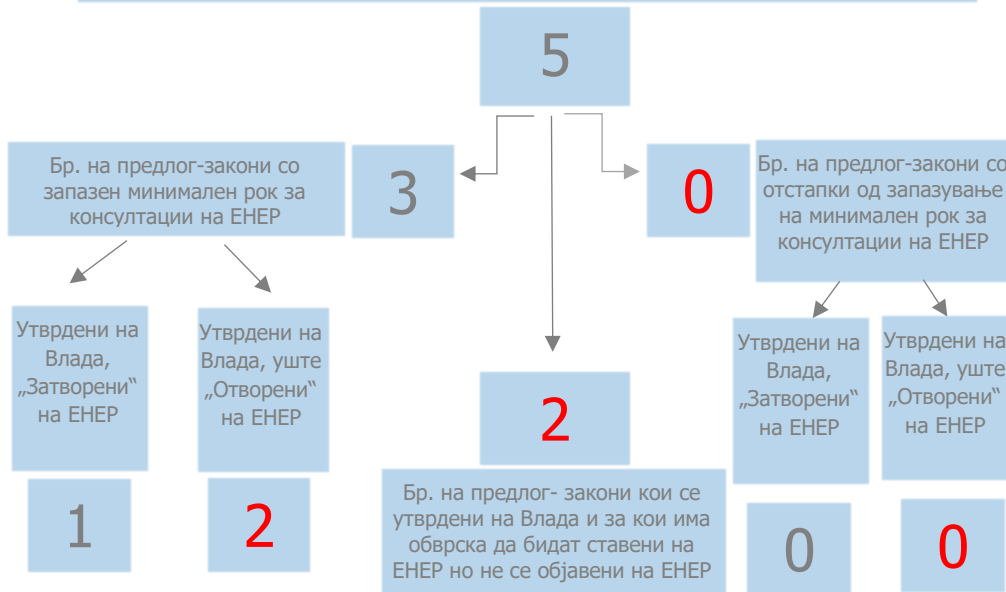 5
Бр. на предлог-закони со
запазен минимален рок за
консултации на ЕНЕР
3
0
Бр. на предлог-закони со
отстапки од запазување
на минимален рок за
консултации на ЕНЕР
Утврдени на
Влада,
„Затворени“
на ЕНЕР
Утврдени на
Влада, уште
„Отворени“
на ЕНЕР
1
2
2
Бр. на предлог- закони кои се
утврдени на Влада и за кои има
обврска да бидат ставени на
ЕНЕР но не се објавени на ЕНЕР
Утврдени на
Влада,
„Затворени“
на ЕНЕР
Утврдени на
Влада, уште
„Отворени“
на ЕНЕР
0
0